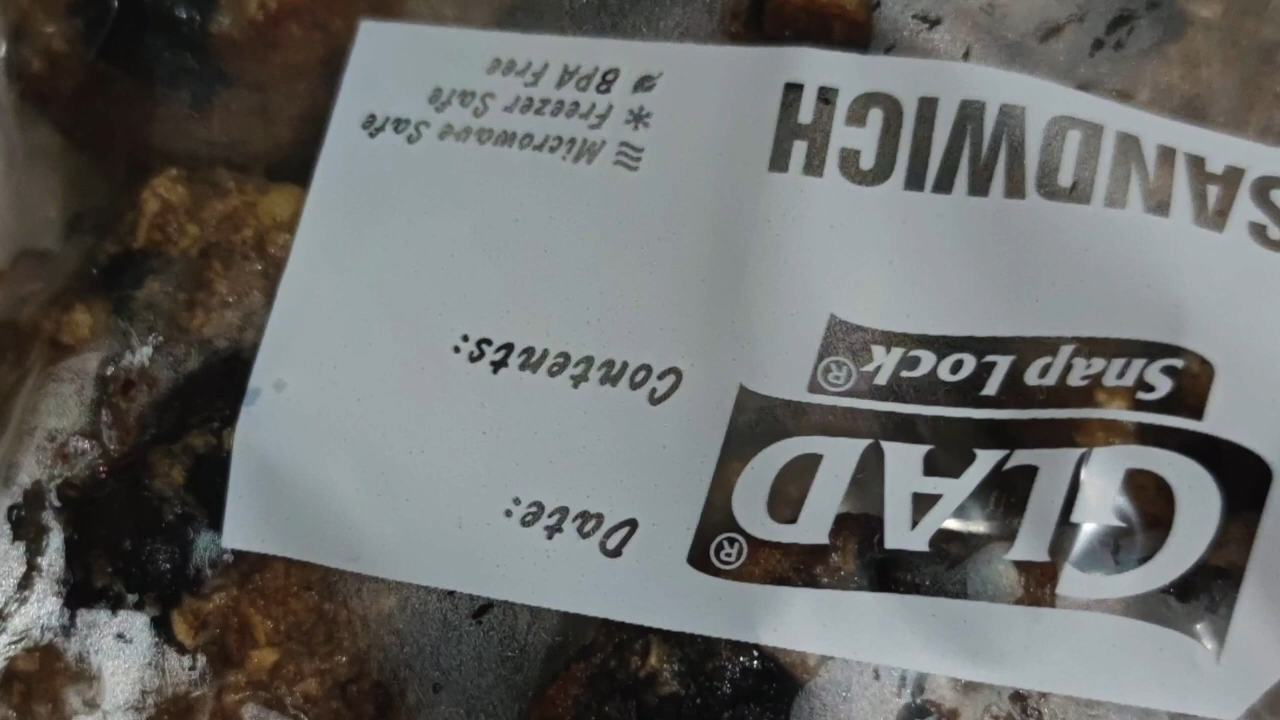 GLAD®
Snap Lock®
SANDWICH
Date:
Contents:
Microwave Safe
Freezer Safe
BPA Free